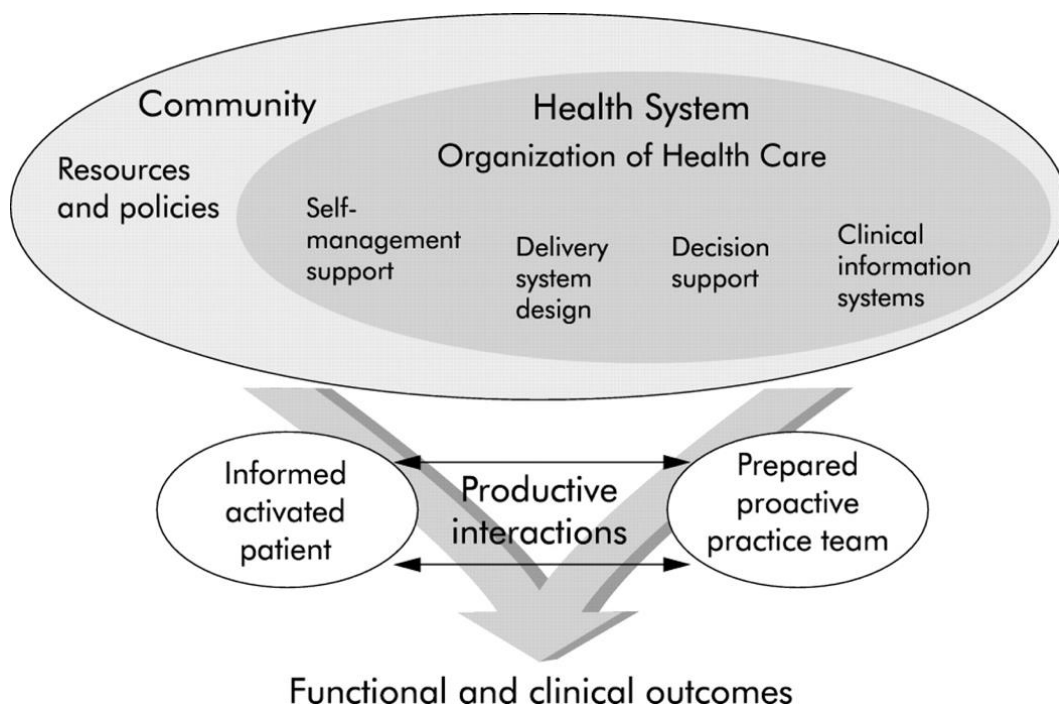 Community
Resources
and policies
Health System
Organization of Health Care
Self-
management
support
Delivery
system
design
Decision
support
Clinical
information
systems
Informed
activated
patient
Productive
interactions
Prepared
proactive
practice team
Functional and clinical outcomes